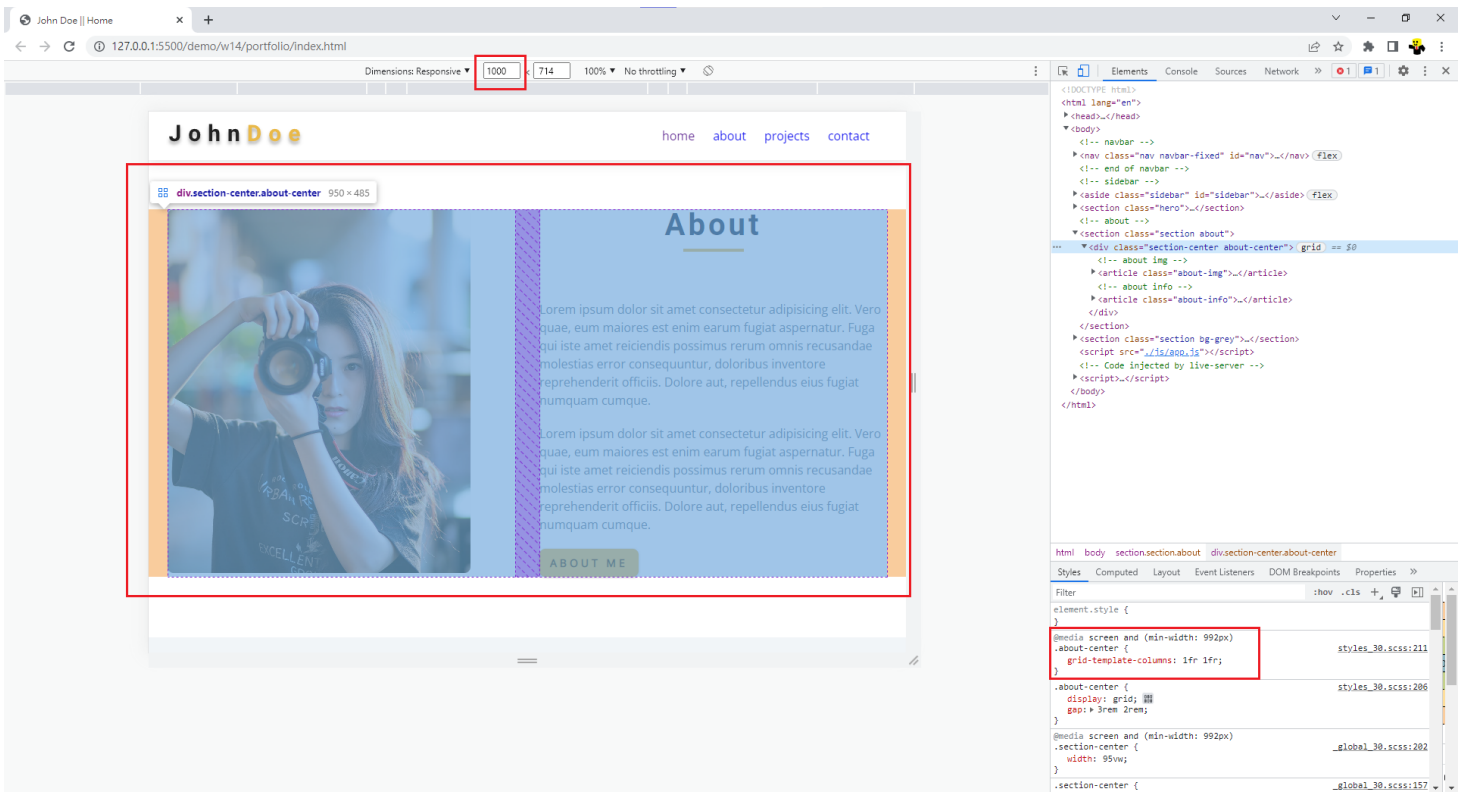 John Doe || Home
127.0.0.1:5500/demo/w14/portfolio/index.html
Dimensions: Responsive ▼ 1000 × 714 100% ▼ No throttling ▼
Elements Console Sources Network » 1 1
JohnDoe
home about projects contact
div.section-center.about-center 950 × 485
About
Lorem ipsum dolor sit amet consectetur adipisicing elit. Vero
quae, eum maiores est enim earum fugiat aspernatur. Fuga
qui iste amet reiciendis possimus rerum omnis recusandae
molestias error consequuntur, doloribus inventore
reprehenderit officiis. Dolore aut, repellendus eius fugiat
numquam cumque.
Lorem ipsum dolor sit amet consectetur adipisicing elit. Vero
quae, eum maiores est enim earum fugiat aspernatur. Fuga
qui iste amet reiciendis possimus rerum omnis recusandae
molestias error consequuntur, doloribus inventore
reprehenderit officiis. Dolore aut, repellendus eius fugiat
numquam cumque.
ABOUT ME
<!DOCTYPE html>
<html lang="en">
<head>…</head>
<body>
<!-- navbar -->
<nav class="nav navbar-fixed" id="nav">…</nav> flex
<!-- end of navbar -->
<!-- sidebar -->
<aside class="sidebar" id="sidebar">…</aside> flex
<section class="hero">…</section>
<!-- about -->
<section class="section about">
<div class="section-center about-center"> grid == $0
<!-- about img -->
<article class="about-img">…</article>
<!-- about info -->
<article class="about-info">…</article>
</div>
</section>
<section class="section bg-grey">…</section>
<script src="./js/app.js"></script>
<!-- Code injected by live-server -->
<script>…</script>
</body>
</html>
html body section.section.about div.section-center.about-center
Styles Computed Layout Event Listeners DOM Breakpoints Properties »
Filter :hov .cls +
element.style {
}
@media screen and (min-width: 992px)
.about-center { styles_30.scss:211
grid-template-columns: 1fr 1fr;
}
.about-center { styles_30.scss:206
display: grid;
gap: 3rem 2rem;
}
@media screen and (min-width: 992px)
.section-center { _global_30.scss:202
width: 95vw;
}
.section-center { _global_30.scss:157